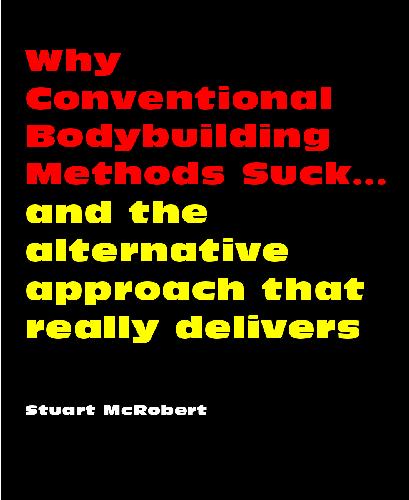 Why
Conventional
Bodybuilding
Methods Suck...
and the
alternative
approach that
really delivers
Stuart McRobert